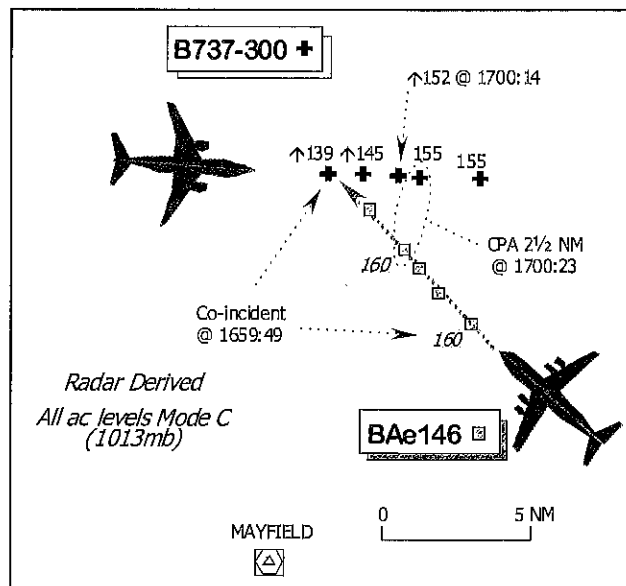 B737-300
↑152 @ 1700:14
↑139 ↑145 155 155
CPA 2½ NM
@ 1700:23
160
Co-incident
@ 1659:49
160
Radar Derived
All ac levels Mode C
(1013mb)
BAe146
0 5 NM
MAYFIELD